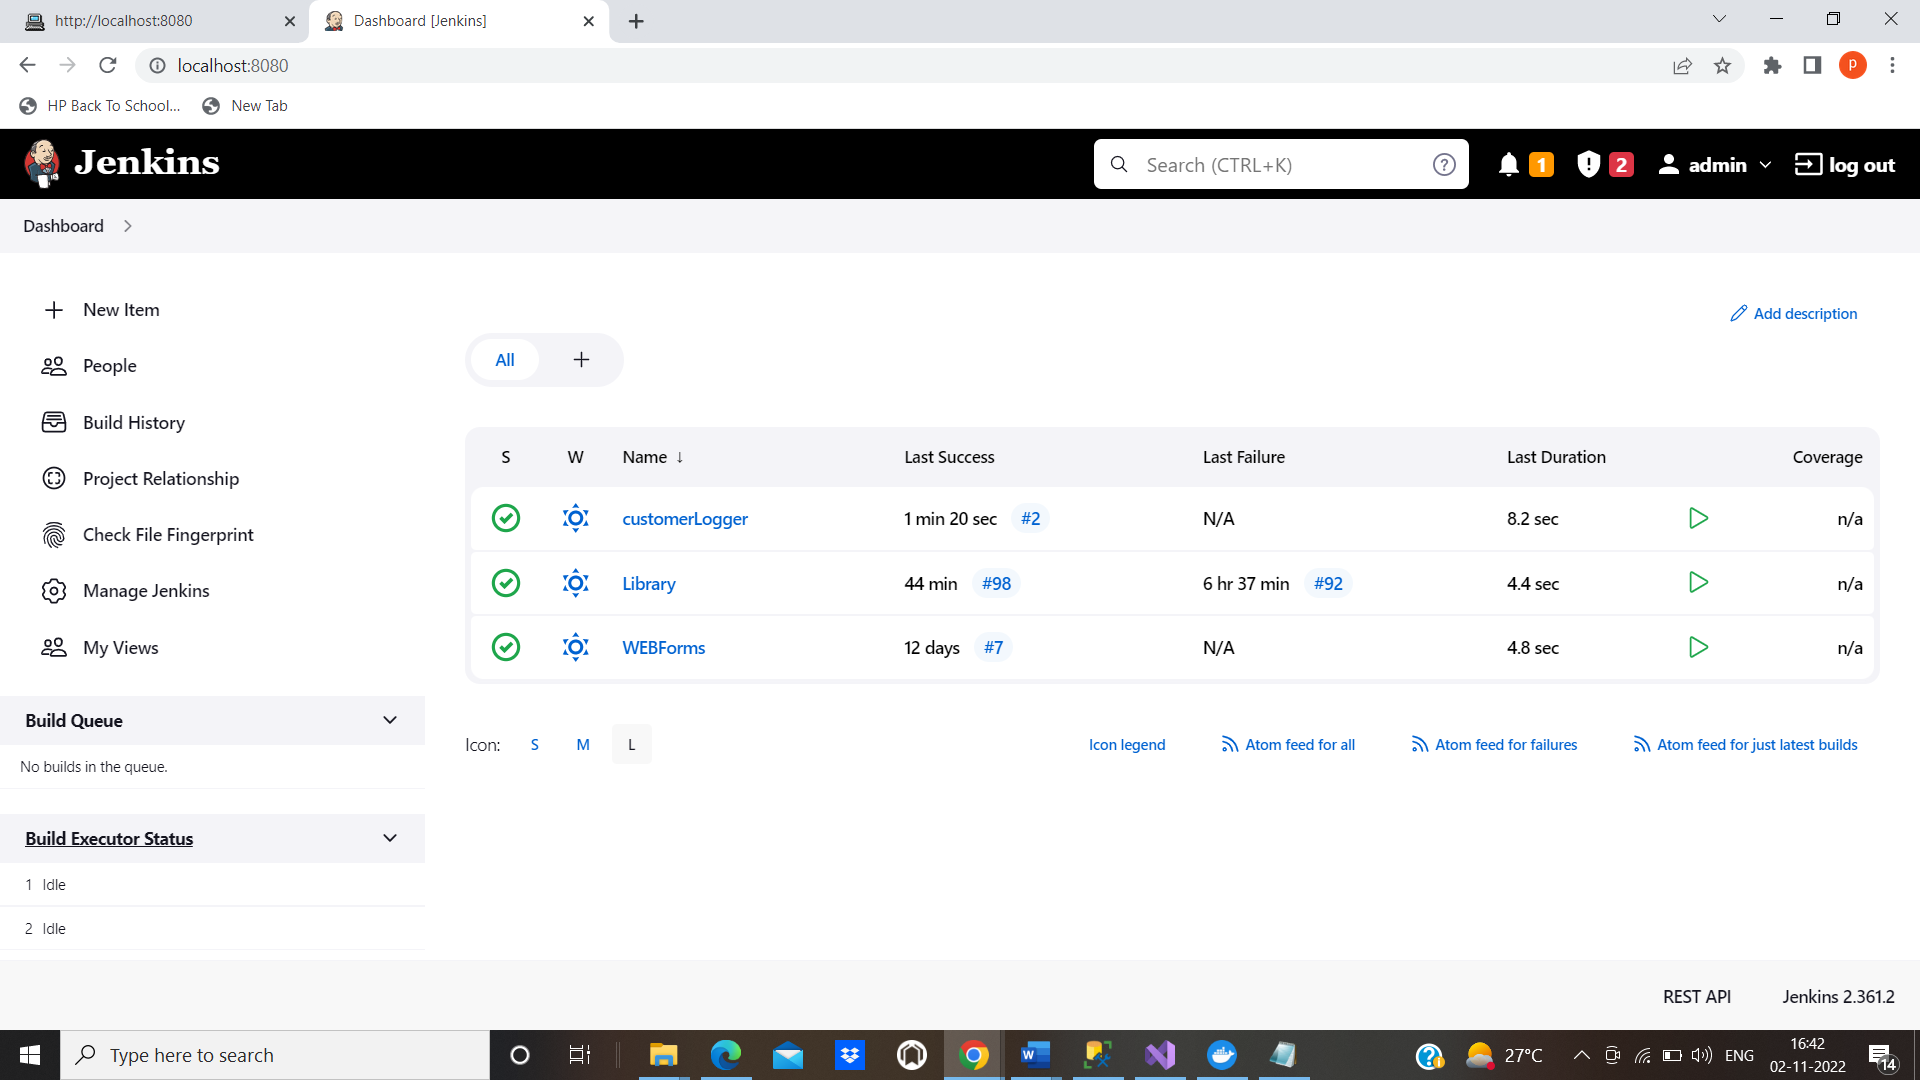 http://localhost:8080
Dashboard [Jenkins]
localhost:8080
P
HP Back To School...
New Tab
Jenkins
Search (CTRL+K)
1
2
admin
log out
Dashboard
New Item
People
Build History
Project Relationship
Check File Fingerprint
Manage Jenkins
My Views
Build Queue
No builds in the queue.
Build Executor Status
1 Idle
2 Idle
Add description
All
S W Name ↓ Last Success Last Failure Last Duration Coverage
customerLogger 1 min 20 sec #2 N/A 8.2 sec n/a
Library 44 min #98 6 hr 37 min #92 4.4 sec n/a
WEBForms 12 days #7 N/A 4.8 sec n/a
Icon: S M L
Icon legend
Atom feed for all
Atom feed for failures
Atom feed for just latest builds
REST API
Jenkins 2.361.2
Type here to search
27°C
ENG
16:42
02-11-2022
14